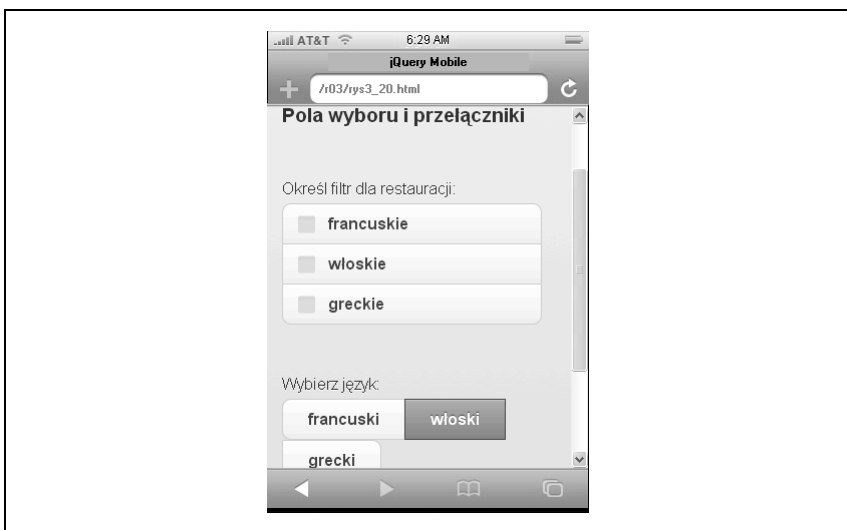 AT&T 6:29 AM
jQuery Mobile
/r03/rys3_20.html
Pola wyboru i przełączniki
Określ filtr dla restauracji:
francuskie
włoskie
greckie
Wybierz język:
francuski włoski
grecki